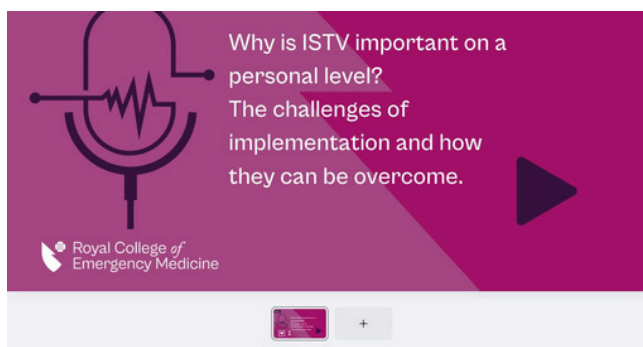 Why is ISTV important on a
personal level?
The challenges of
implementation and how
they can be overcome.
Royal College of
Emergency Medicine
+